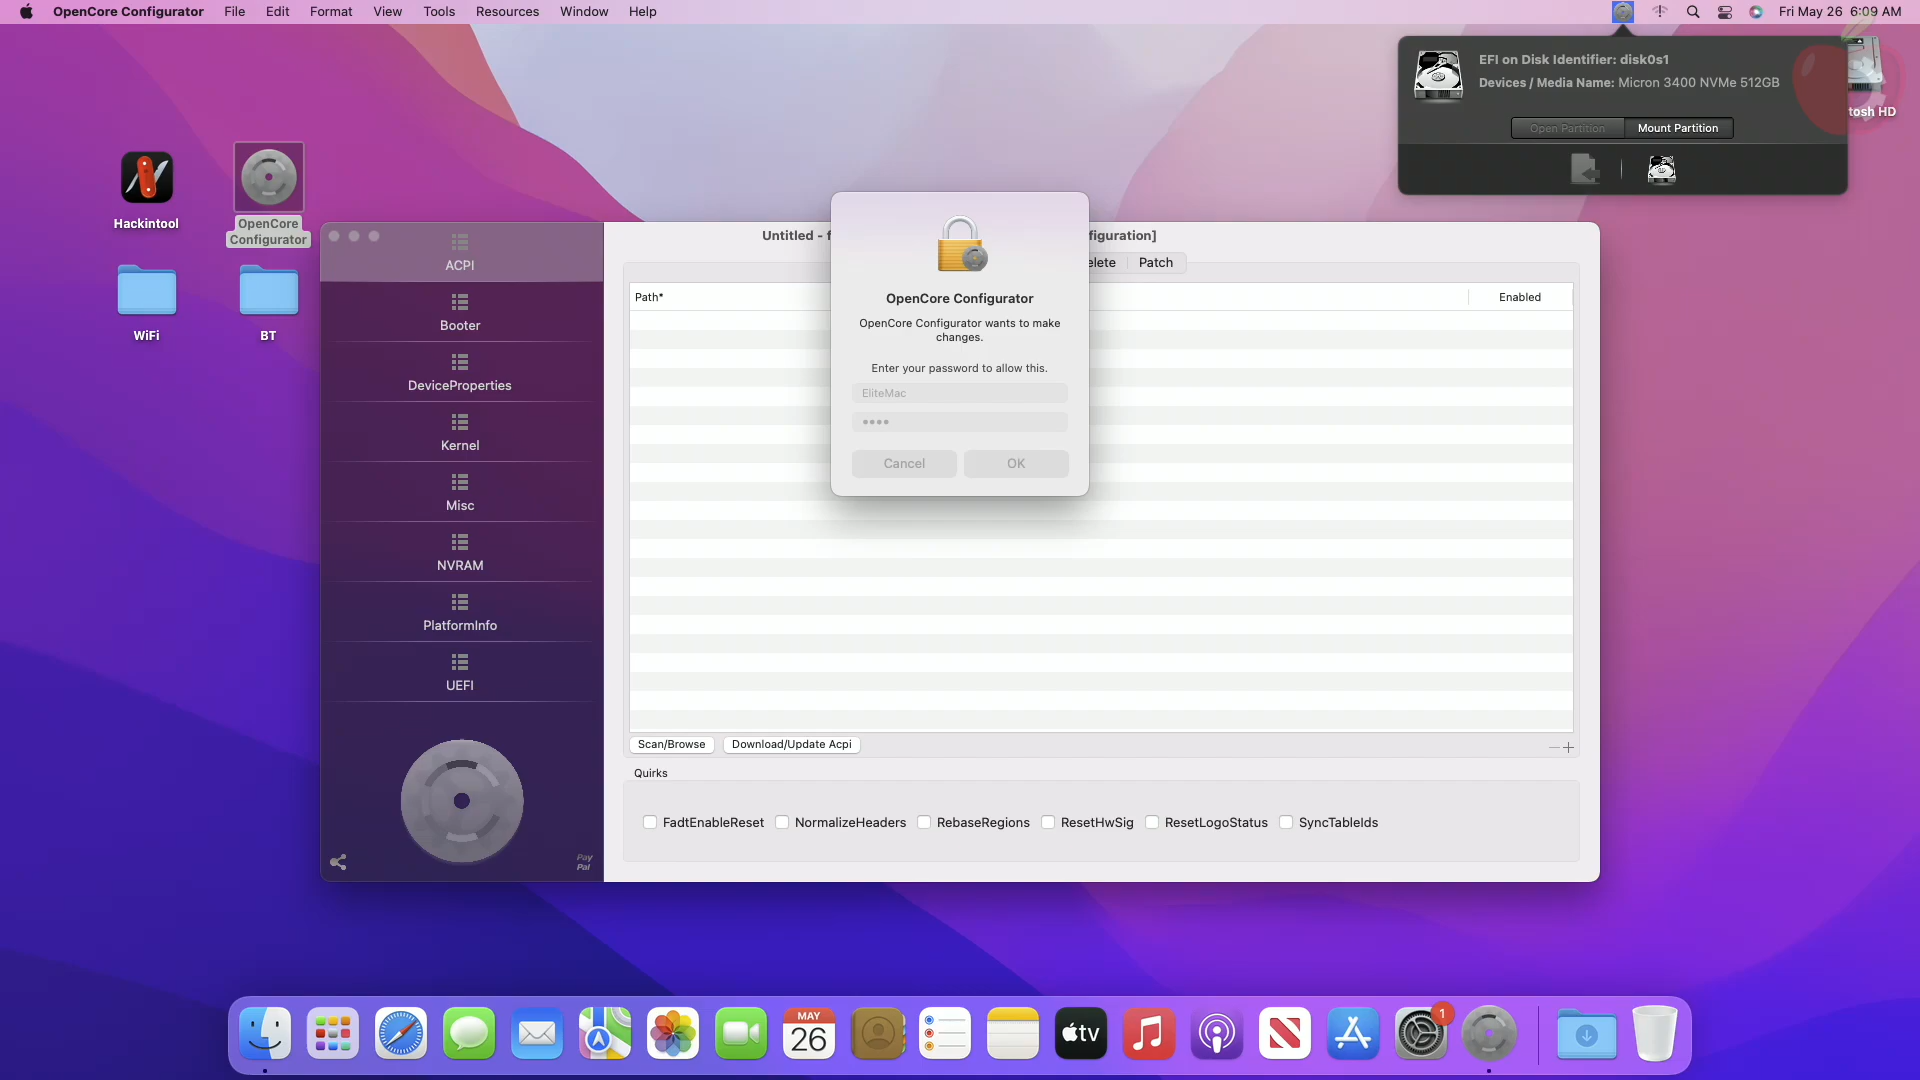 OpenCore Configurator File Edit Format View Tools Resources Window Help Fri May 26 6:09 AM
EFI on Disk Identifier: disk0s1
Devices / Media Name: Micron 3400 NVMe 512GB
Open Partition Mount Partition
tosh HD
Hackintool
OpenCore
Configurator
WiFi BT
ACPI
Booter
DeviceProperties
Kernel
Misc
NVRAM
PlatformInfo
UEFI
Pay
Pal
Untitled - f
figuration]
elete Patch
Path* Enabled
OpenCore Configurator
OpenCore Configurator wants to make
changes.
Enter your password to allow this.
EliteMac
••••
Cancel OK
Scan/Browse Download/Update Acpi
Quirks
FadtEnableReset NormalizeHeaders RebaseRegions ResetHwSig ResetLogoStatus SyncTableIds
MAY
26
tv
1